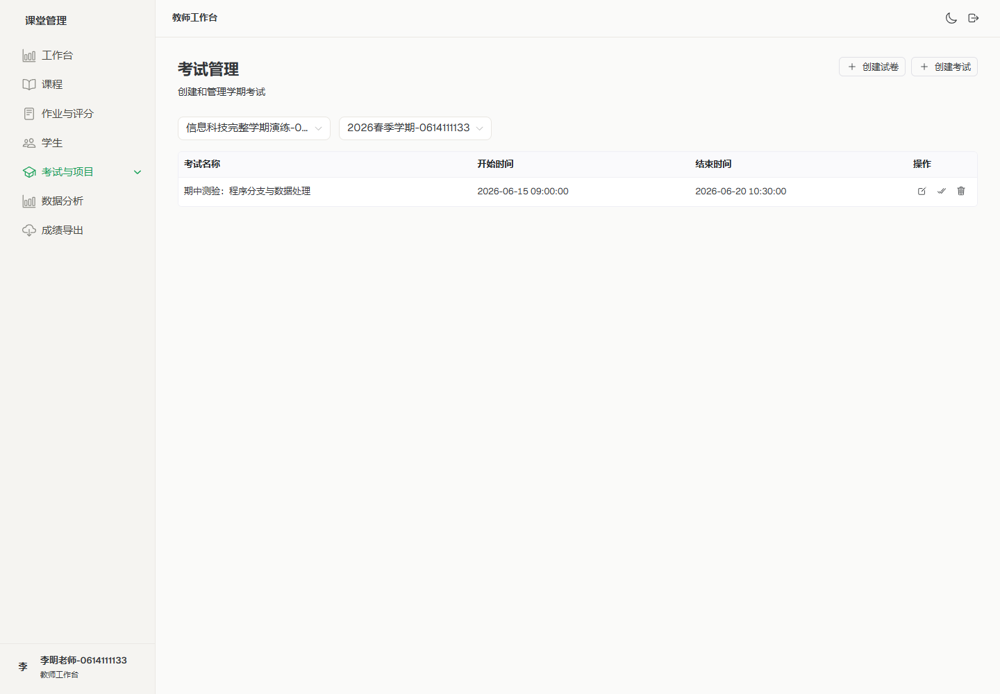 课堂管理
教师工作台
工作台
课程
作业与评分
学生
考试与项目
数据分析
成绩导出
考试管理
创建和管理学期考试
创建试卷
创建考试
信息科技完整学期演练-0...
2026春季学期-0614111133
考试名称 开始时间 结束时间 操作
期中测验：程序分支与数据处理 2026-06-15 09:00:00 2026-06-20 10:30:00
李
李明老师-0614111133
教师工作台